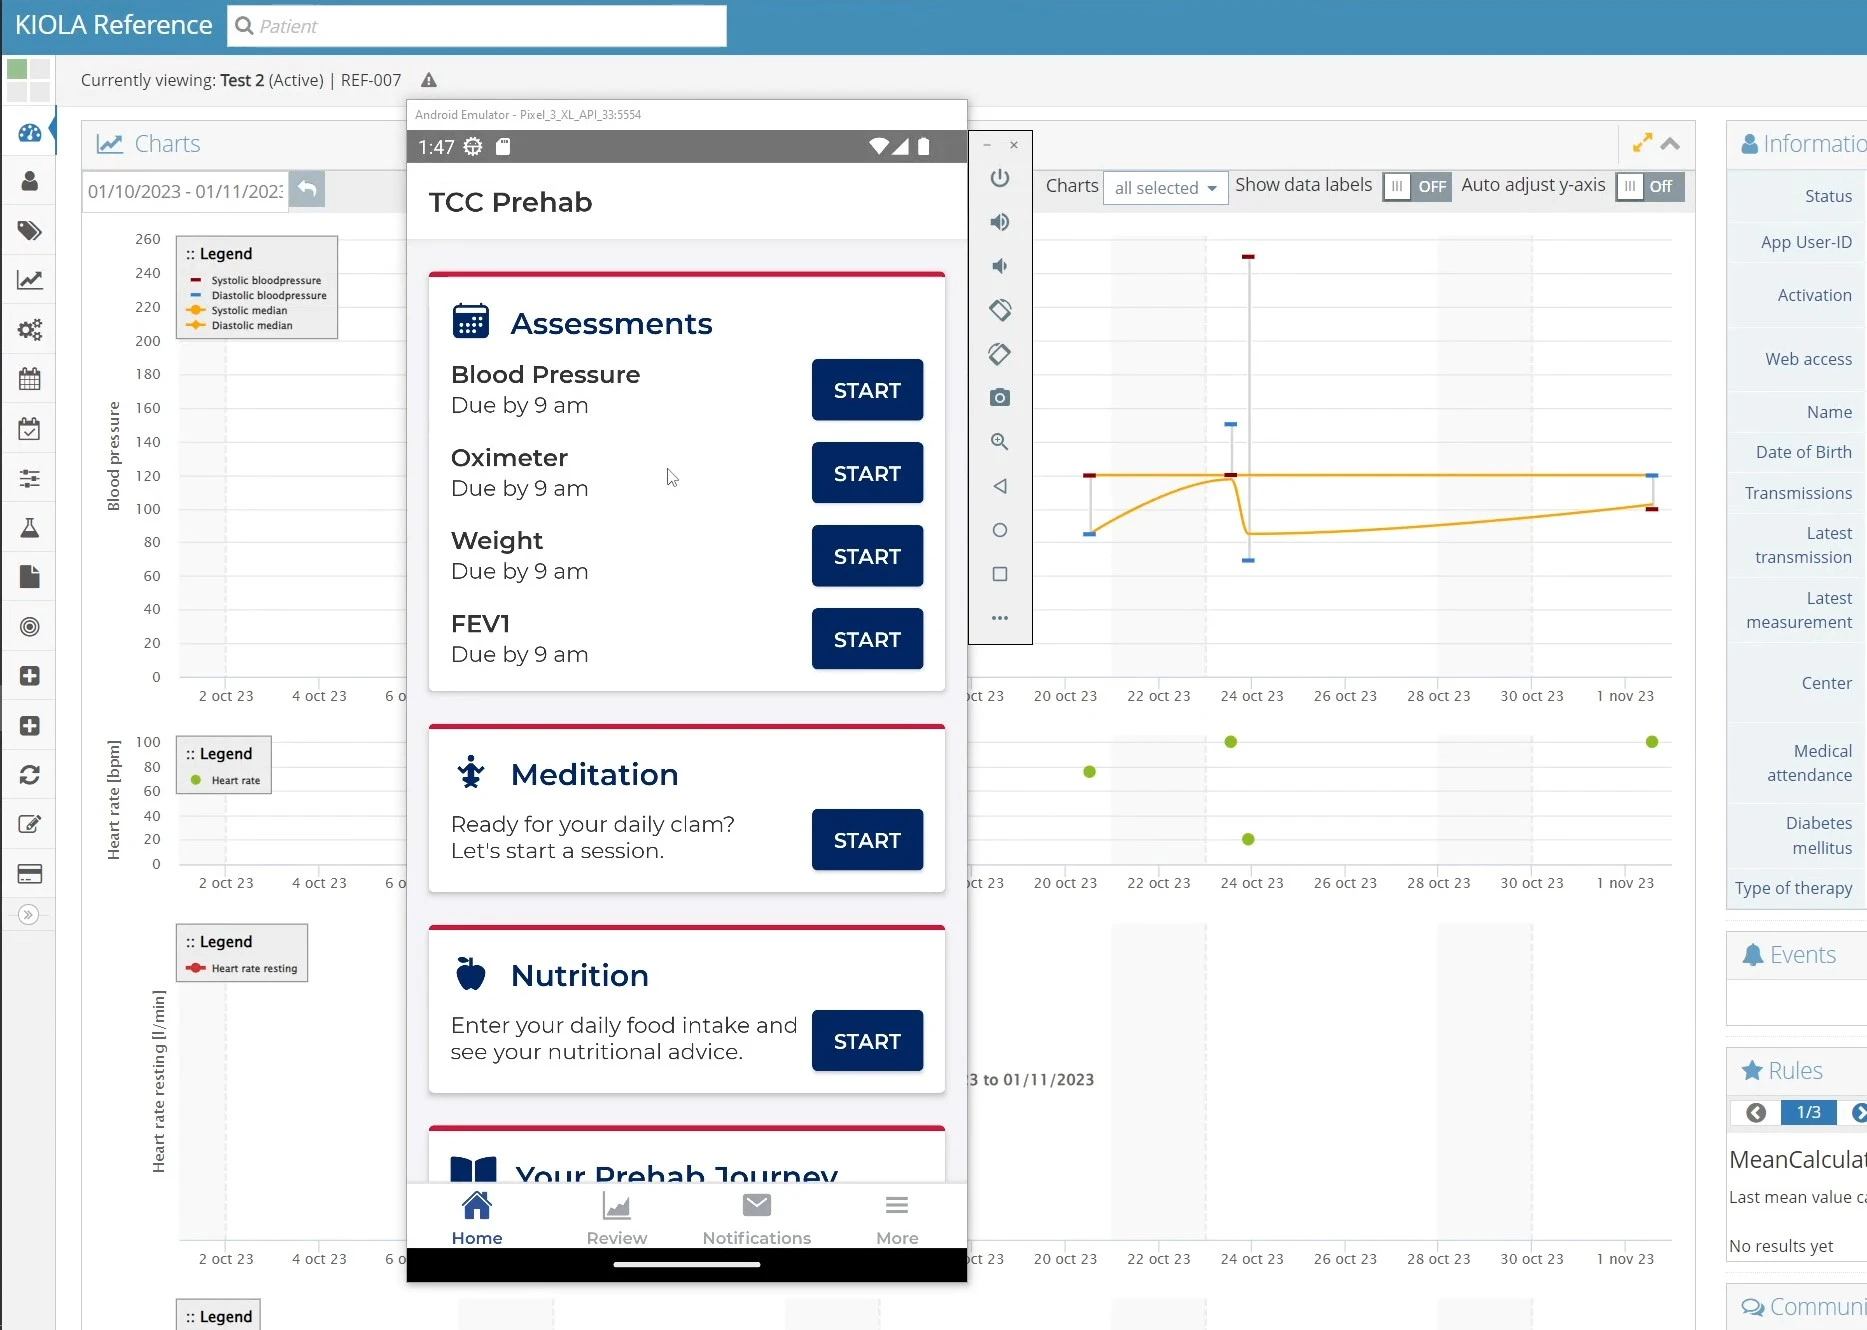 KIOLA Reference
Patient
Currently viewing: Test 2 (Active) | REF-007
Charts
01/10/2023 - 01/11/2023
Android Emulator - Pixel_3_XL_API_33:5554
1:47
TCC Prehab
Assessments
Blood Pressure
Due by 9 am
START
Oximeter
Due by 9 am
START
Weight
Due by 9 am
START
FEV1
Due by 9 am
START
Meditation
Ready for your daily clam?
Let's start a session.
START
Nutrition
Enter your daily food intake and
see your nutritional advice.
START
Your Prehab Journey
Home
Review
Notifications
More
Charts
all selected
Show data labels
OFF
Auto adjust y-axis
Off
Blood pressure
260
240
220
200
180
160
140
120
100
80
60
40
20
0
:: Legend
Systolic bloodpressure
Diastolic bloodpressure
Systolic median
Diastolic median
2 oct 23 4 oct 23 6 o ct 23 20 oct 23 22 oct 23 24 oct 23 26 oct 23 28 oct 23 30 oct 23 1 nov 23
Heart rate [bpm]
100
80
60
40
20
0
:: Legend
Heart rate
2 oct 23 4 oct 23 6 o ct 23 20 oct 23 22 oct 23 24 oct 23 26 oct 23 28 oct 23 30 oct 23 1 nov 23
Heart rate resting [l/min]
:: Legend
Heart rate resting
3 to 01/11/2023
2 oct 23 4 oct 23 6 o ct 23 20 oct 23 22 oct 23 24 oct 23 26 oct 23 28 oct 23 30 oct 23 1 nov 23
:: Legend
Informatio
Status
App User-ID
Activation
Web access
Name
Date of Birth
Transmissions
Latest
transmission
Latest
measurement
Center
Medical
attendance
Diabetes
mellitus
Type of therapy
Events
Rules
1/3
MeanCalculat
Last mean value ca
No results yet
Communi